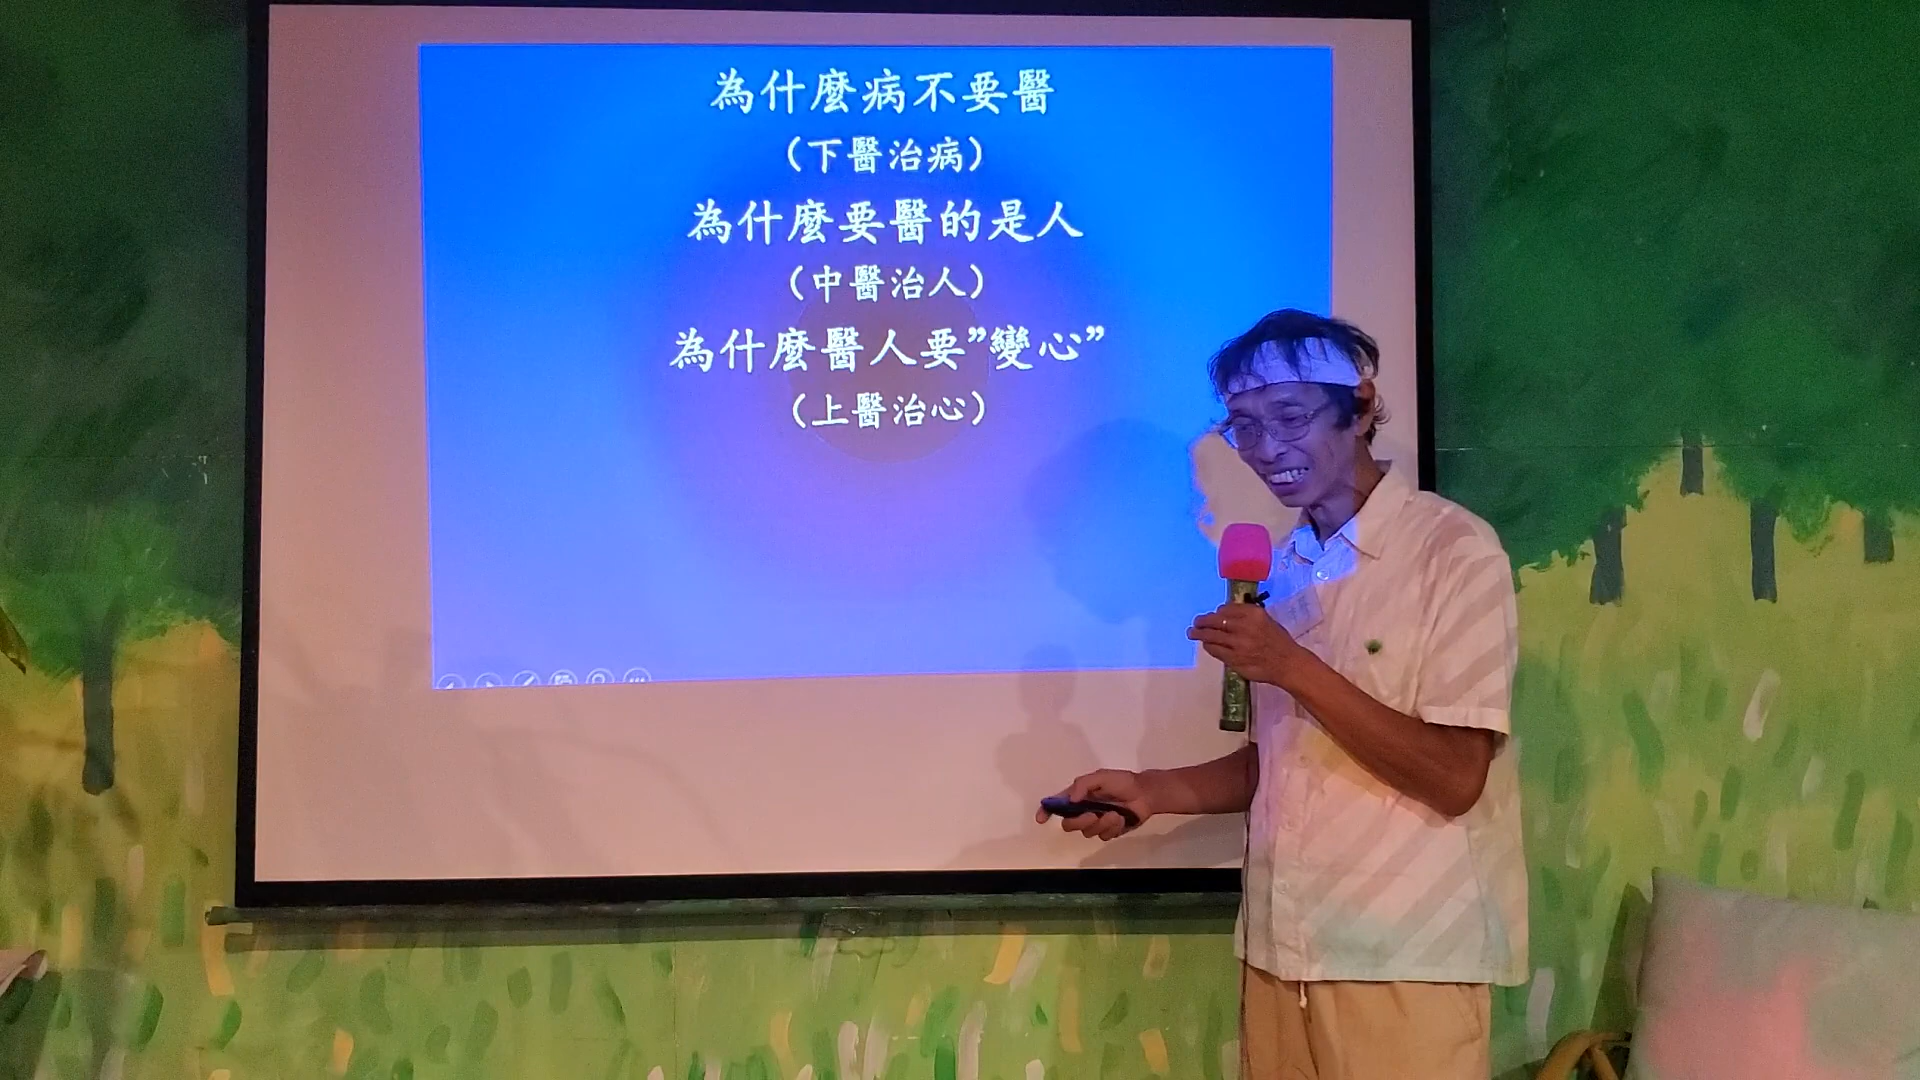 為什麼病不要醫
（下醫治病）
為什麼要醫的是人
（中醫治人）
為什麼醫人要”變心”
（上醫治心）